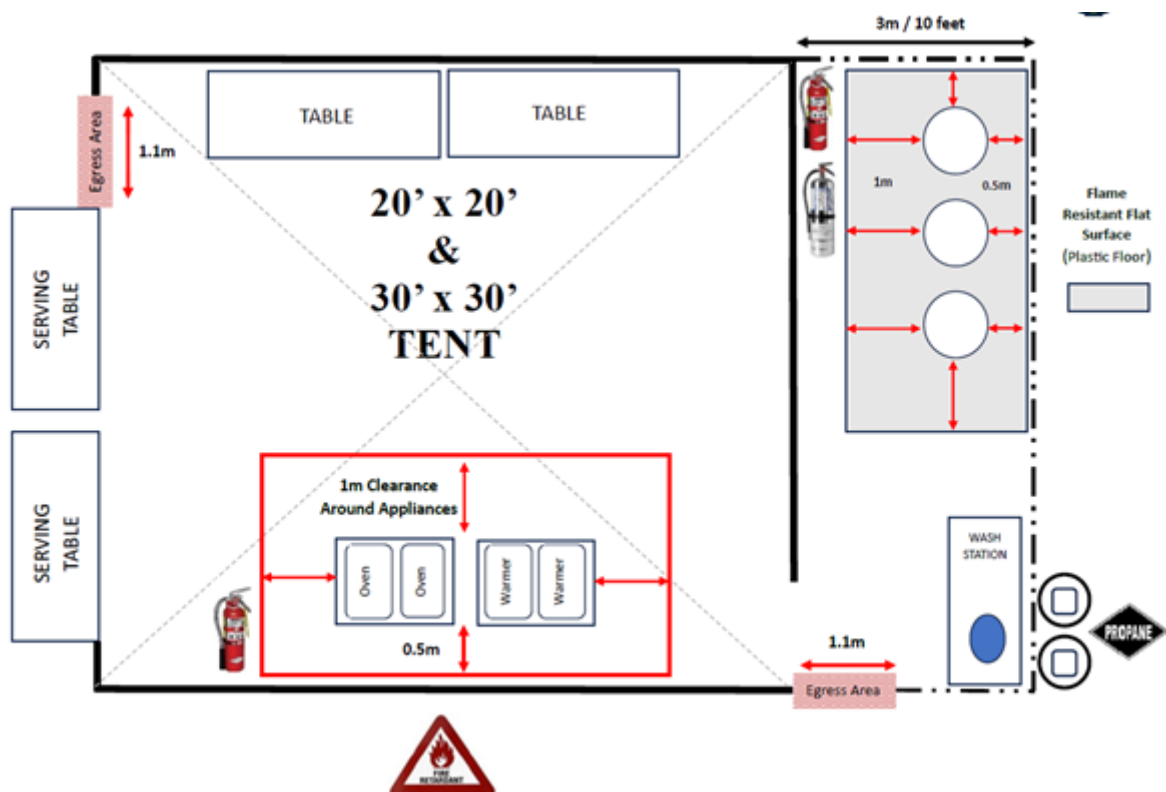 3m / 10 feet
TABLE
TABLE
Egress Area
1.1m
20’ x 20’
&
30’ x 30’
TENT
1m
0.5m
Flame
Resistant Flat
Surface
(Plastic Floor)
SERVING
TABLE
SERVING
TABLE
1m Clearance
Around Appliances
Oven
Oven
Warmer
Warmer
0.5m
WASH
STATION
PROPANE
1.1m
Egress Area
FIRE
RETARDANT